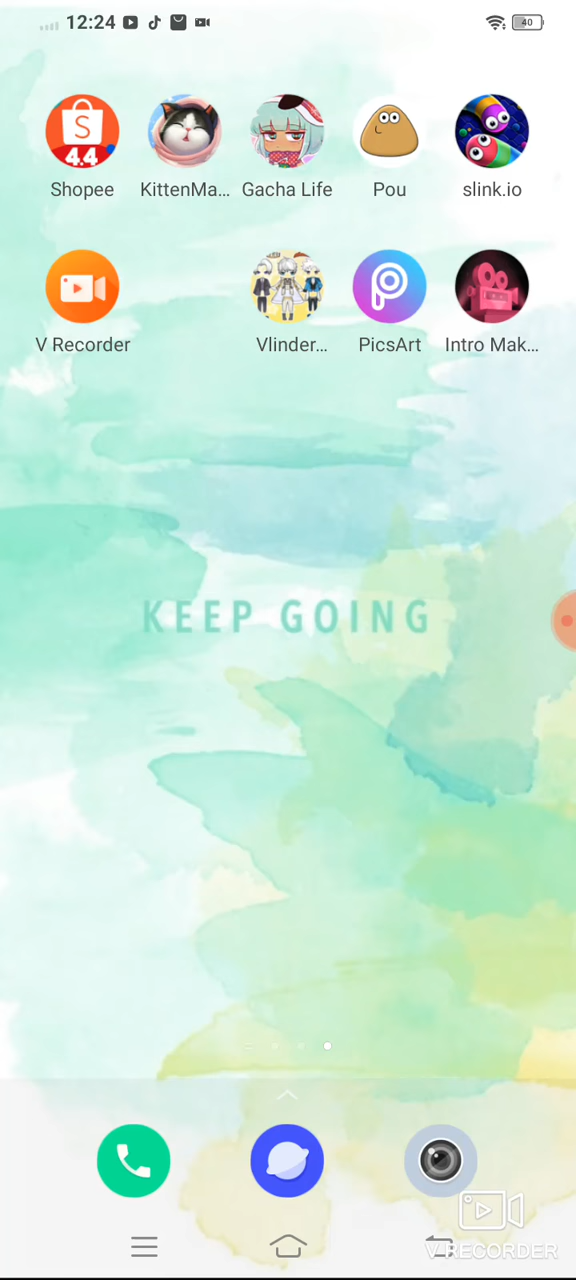 12:24
40
S
4.4
Shopee
KittenMa...
Gacha Life
Pou
slink.io
V Recorder
Vlinder...
PicsArt
Intro Mak...
KEEP GOING
V RECORDER